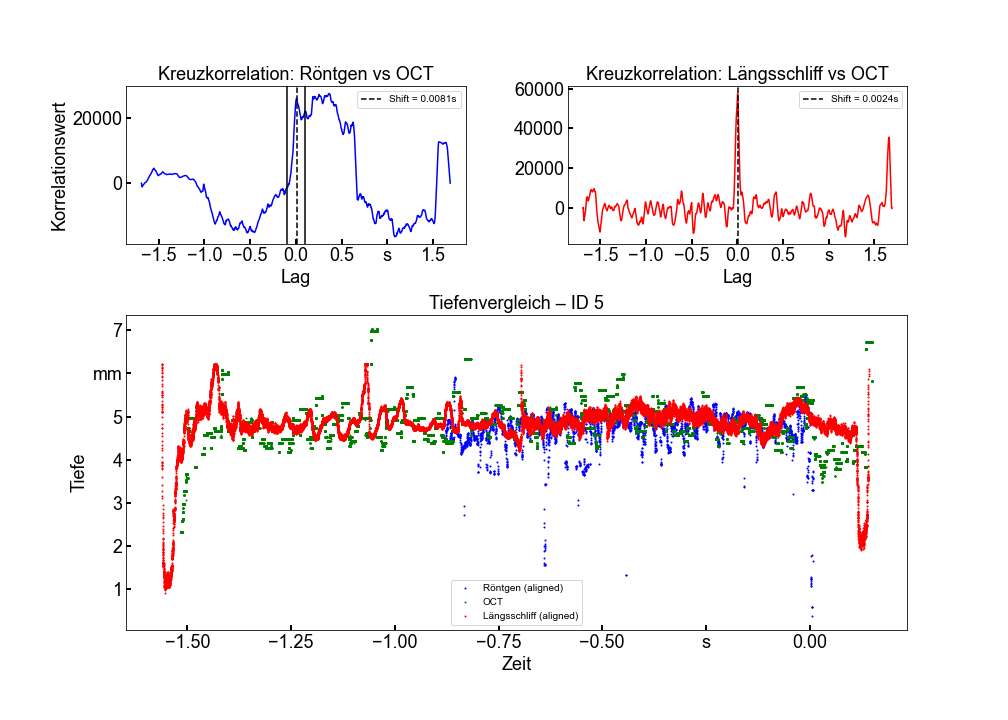 Kreuzkorrelation: Röntgen vs OCT
Korrelationswert
20000
0
Shift = 0.0081s
−1.5 −1.0 −0.5 0.0 0.5 s 1.5
Lag
Kreuzkorrelation: Längsschliff vs OCT
60000
40000
20000
0
Shift = 0.0024s
−1.5 −1.0 −0.5 0.0 0.5 s 1.5
Lag
Tiefenvergleich – ID 5
Tiefe
7
mm
5
4
3
2
1
Röntgen (aligned)
OCT
Längsschliff (aligned)
−1.50 −1.25 −1.00 −0.75 −0.50 s 0.00
Zeit